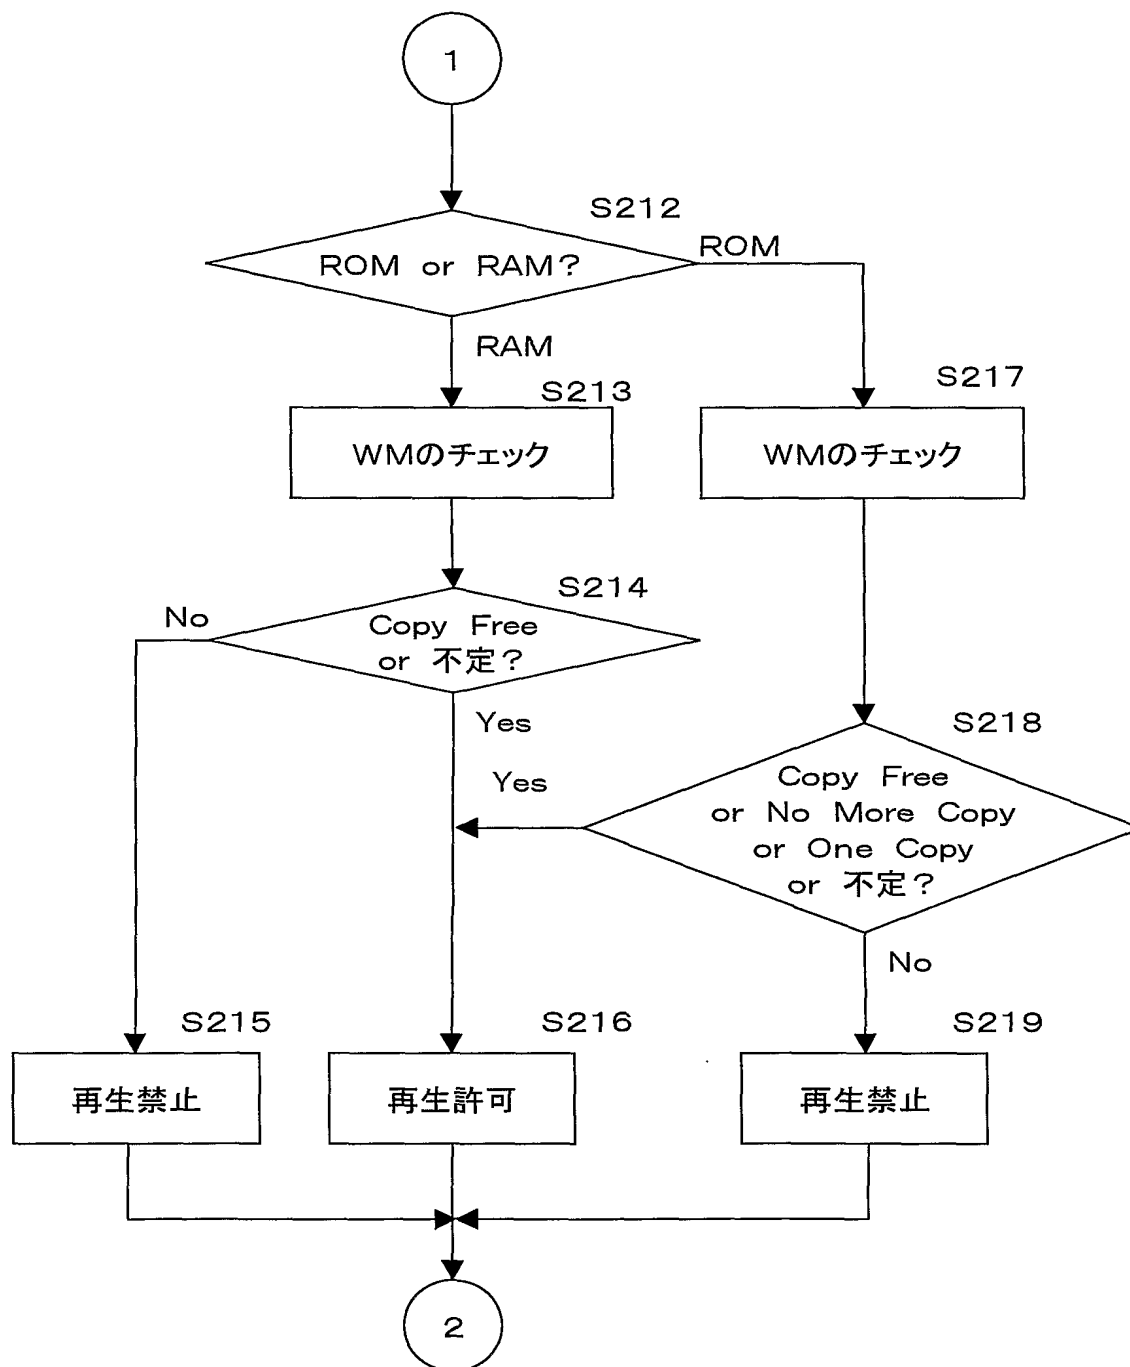 1
S212
ROM or RAM?
ROM
RAM
S213
S217
WMのチェック
WMのチェック
S214
No
Copy Free
or 不定?
Yes
S218
Yes
Copy Free
or No More Copy
or One Copy
or 不定?
No
S215
S216
S219
再生禁止
再生許可
再生禁止
2